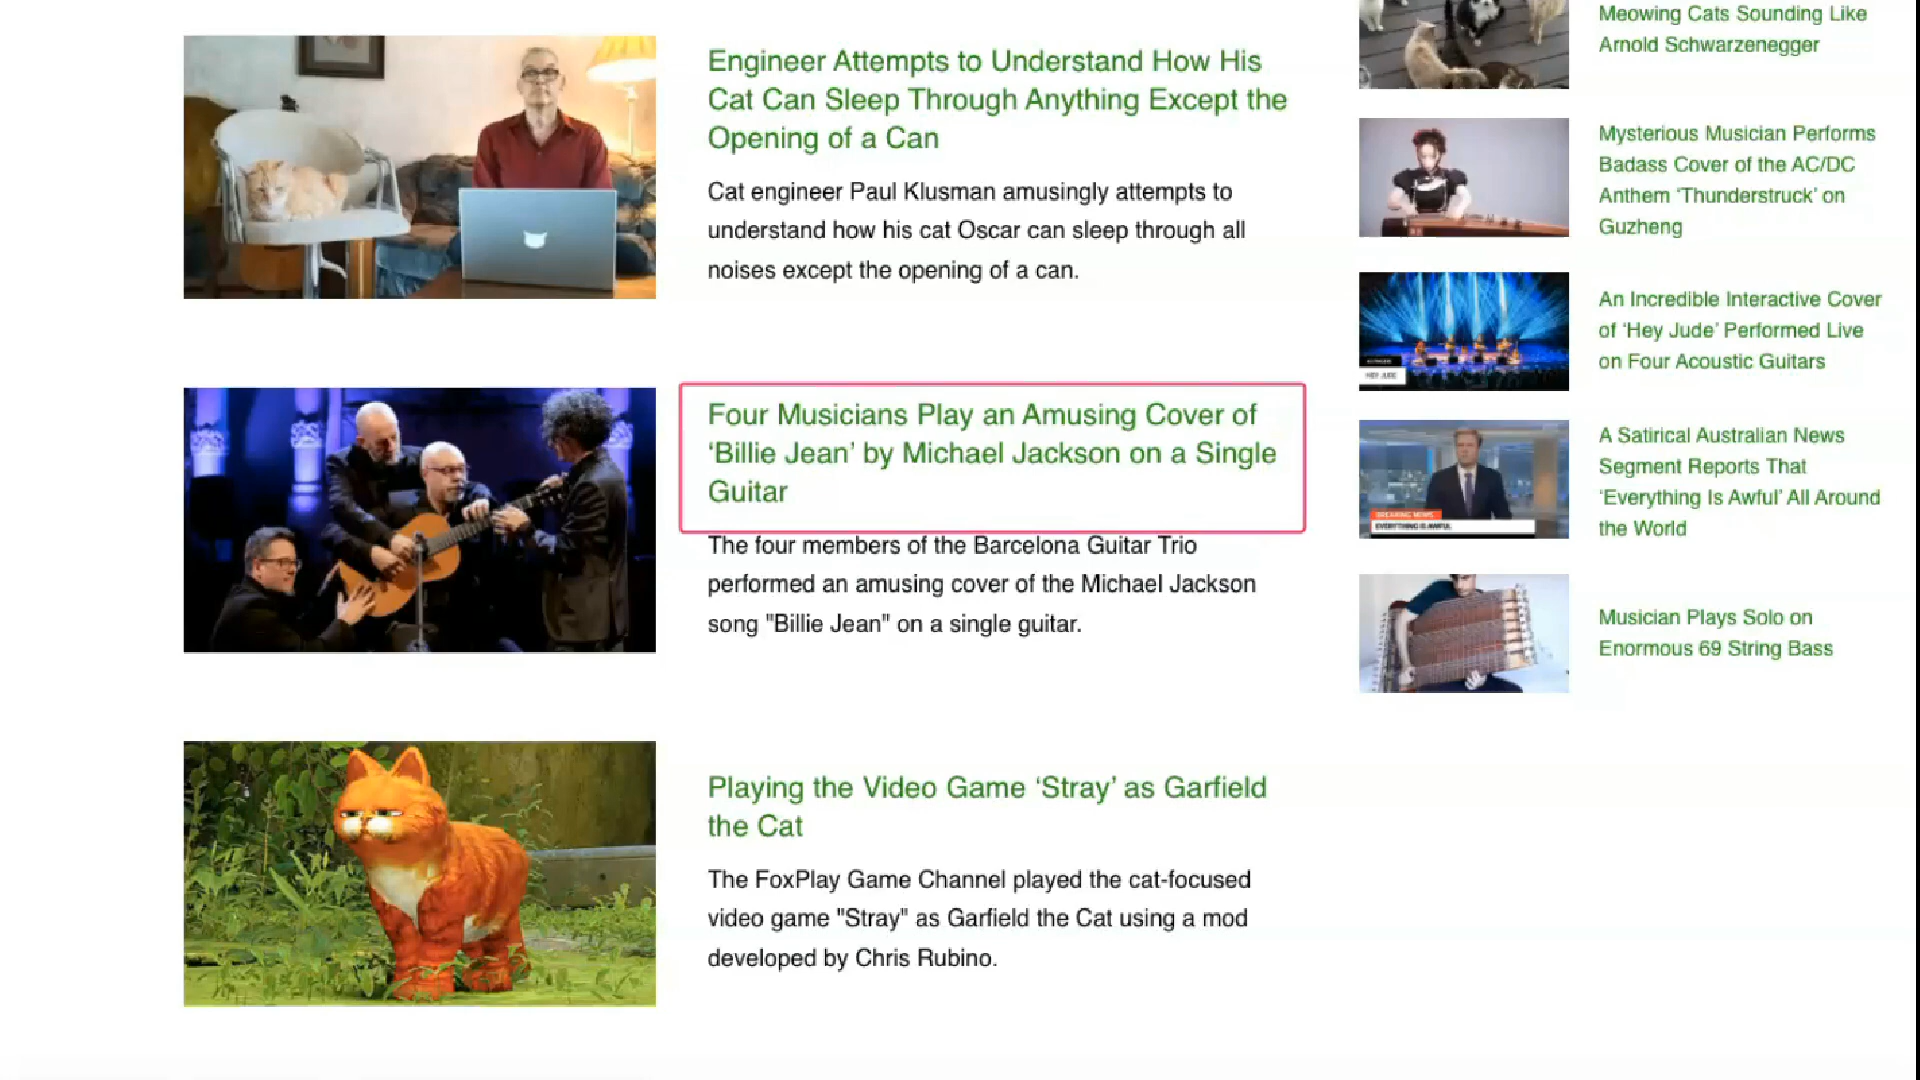 Engineer Attempts to Understand How His
Cat Can Sleep Through Anything Except the
Opening of a Can
Cat engineer Paul Klusman amusingly attempts to
understand how his cat Oscar can sleep through all
noises except the opening of a can.
Four Musicians Play an Amusing Cover of
‘Billie Jean’ by Michael Jackson on a Single
Guitar
The four members of the Barcelona Guitar Trio
performed an amusing cover of the Michael Jackson
song "Billie Jean" on a single guitar.
Playing the Video Game ‘Stray’ as Garfield
the Cat
The FoxPlay Game Channel played the cat-focused
video game "Stray" as Garfield the Cat using a mod
developed by Chris Rubino.
Meowing Cats Sounding Like
Arnold Schwarzenegger
Mysterious Musician Performs
Badass Cover of the AC/DC
Anthem ‘Thunderstruck’ on
Guzheng
HEY JUDE
An Incredible Interactive Cover
of ‘Hey Jude’ Performed Live
on Four Acoustic Guitars
BREAKING NEWS
EVERYTHING IS AWFUL
A Satirical Australian News
Segment Reports That
‘Everything Is Awful’ All Around
the World
Musician Plays Solo on
Enormous 69 String Bass